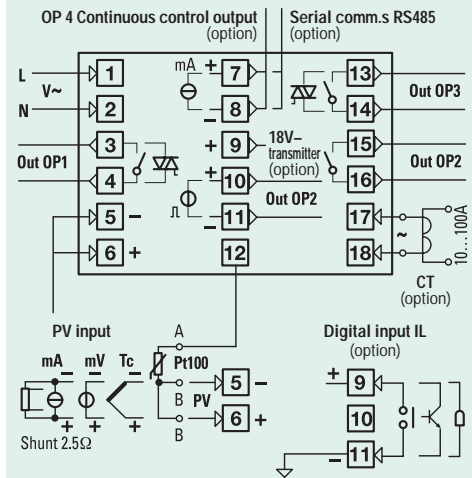 OP 4 Continuous control output
(option)
Serial comm.s RS485
(option)
L
V~
N
1
2
mA
+
7
8
–
13
14
Out OP3
Out OP1
3
4
+
9
18V–
transmitter
(option)
15
16
Out OP2
+
10
11
–
Out OP2
5 –
6 +
12
17
18
~
10...100A
CT
(option)
PV input
mA mV Tc
– – –
+ + +
Shunt 2.5Ω
A
Pt100
B PV
B
5 –
6 +
Digital input IL
(option)
+
9
10
11
–